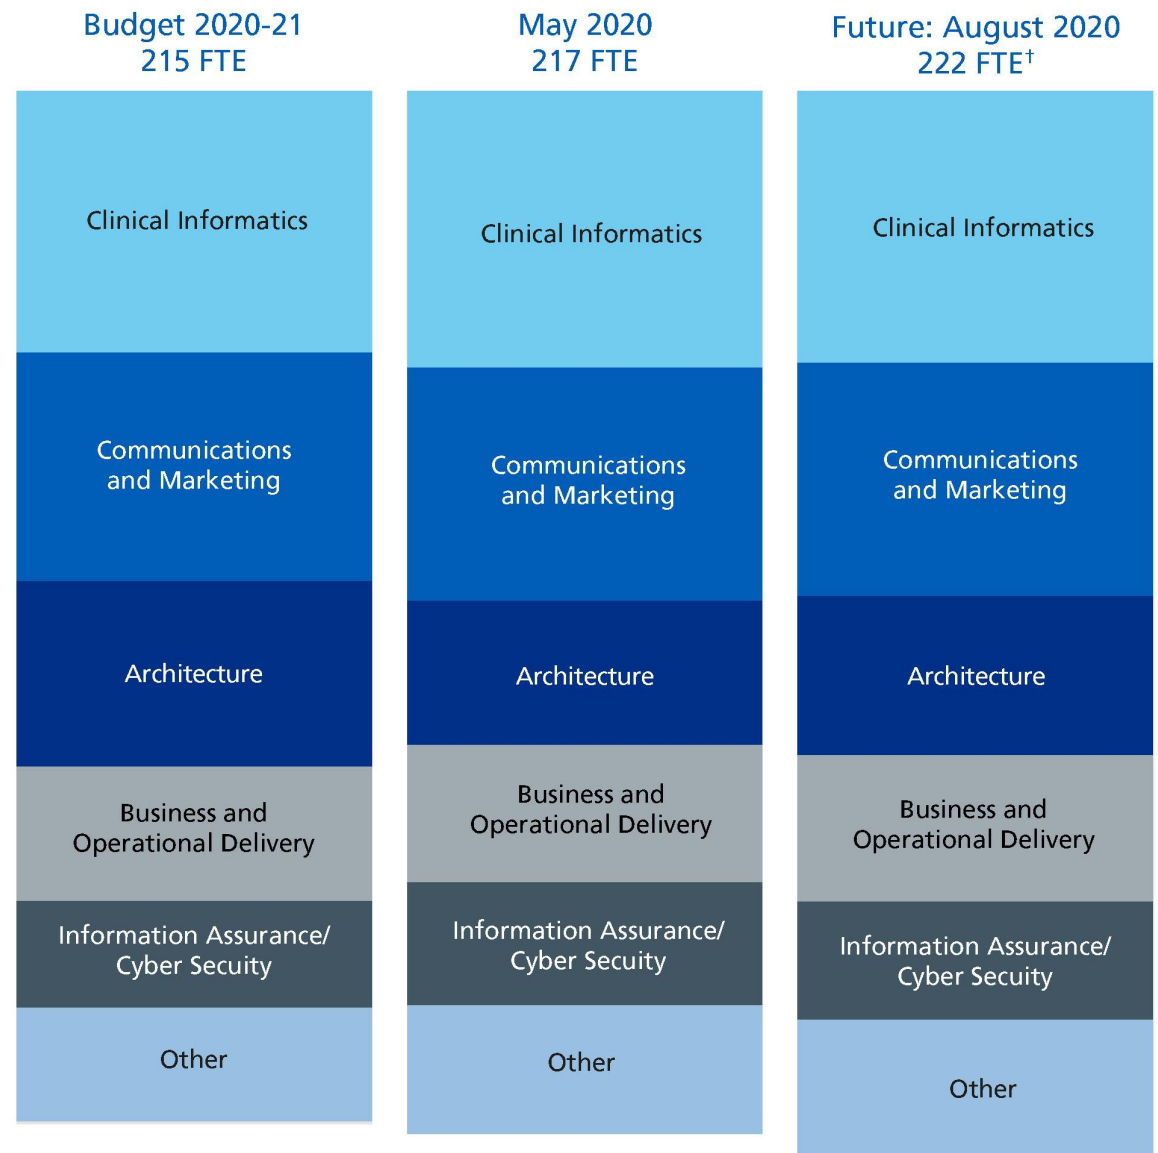 Budget 2020-21
215 FTE
Clinical Informatics
Communications
and Marketing
Architecture
Business and
Operational Delivery
Information Assurance/
Cyber Secuity
Other
May 2020
217 FTE
Clinical Informatics
Communications
and Marketing
Architecture
Business and
Operational Delivery
Information Assurance/
Cyber Secuity
Other
Future: August 2020
222 FTE†
Clinical Informatics
Communications
and Marketing
Architecture
Business and
Operational Delivery
Information Assurance/
Cyber Secuity
Other